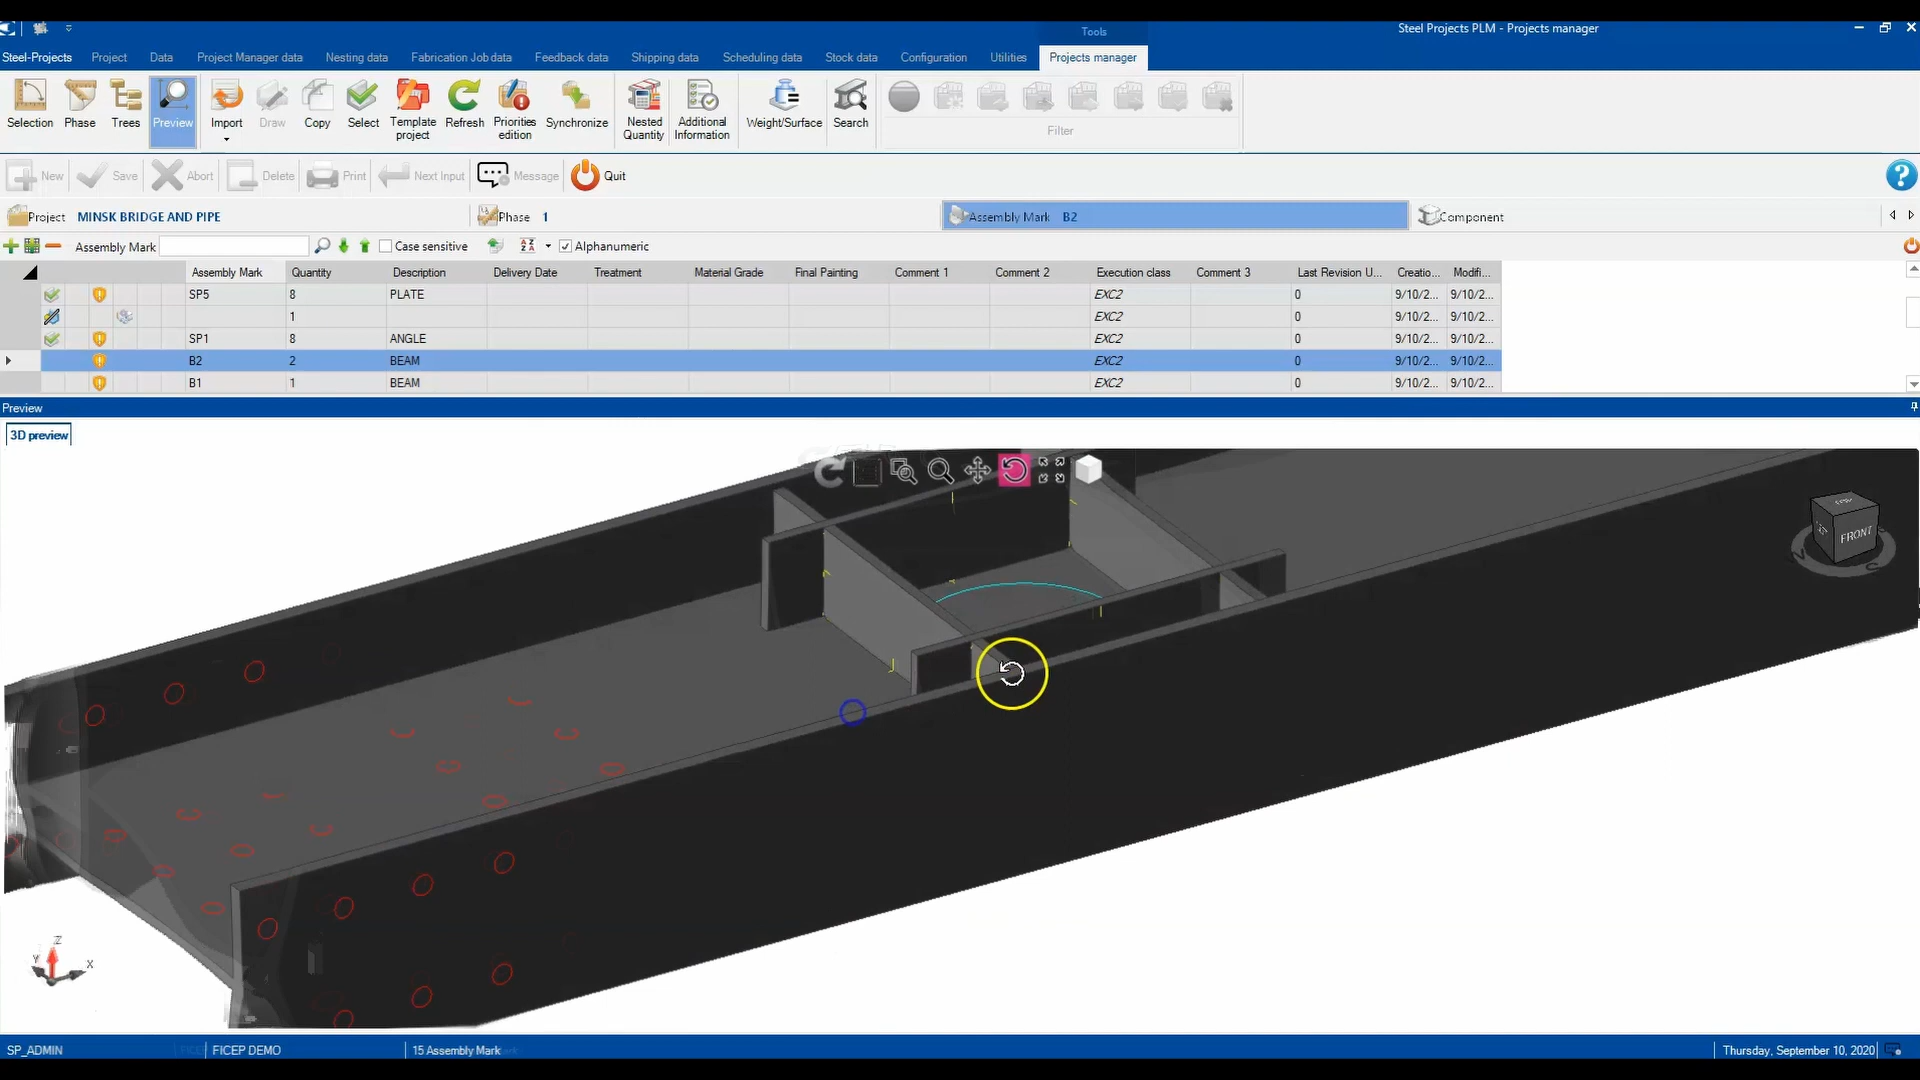 Tools
Steel Projects PLM - Projects manager
Steel-Projects
Project
Data
Project Manager data
Nesting data
Fabrication Job data
Feedback data
Shipping data
Scheduling data
Stock data
Configuration
Utilities
Projects manager
Selection
Phase
Trees
Preview
Import
Draw
Copy
Select
Template project
Refresh
Priorities edition
Synchronize
Nested Quantity
Additional Information
Weight/Surface
Search
Filter
New
Save
Abort
Delete
Print
Next Input
Message
Quit
Project MINSK BRIDGE AND PIPE
Phase 1
Assembly Mark B2
Component
Assembly Mark
Case sensitive
Alphanumeric
Assembly Mark Quantity Description Delivery Date Treatment Material Grade Final Painting Comment 1 Comment 2 Execution class Comment 3 Last Revision U... Creatio... Modifi...
SP5 8 PLATE EXC2 0 9/10/2... 9/10/2...
1 EXC2 0 9/10/2... 9/10/2...
SP1 8 ANGLE EXC2 0 9/10/2... 9/10/2...
B2 2 BEAM EXC2 0 9/10/2... 9/10/2...
B1 1 BEAM EXC2 0 9/10/2... 9/10/2...
Preview
3D preview
FRONT
Z
Y
X
SP_ADMIN
FICEP DEMO
15 Assembly Mark
Thursday, September 10, 2020